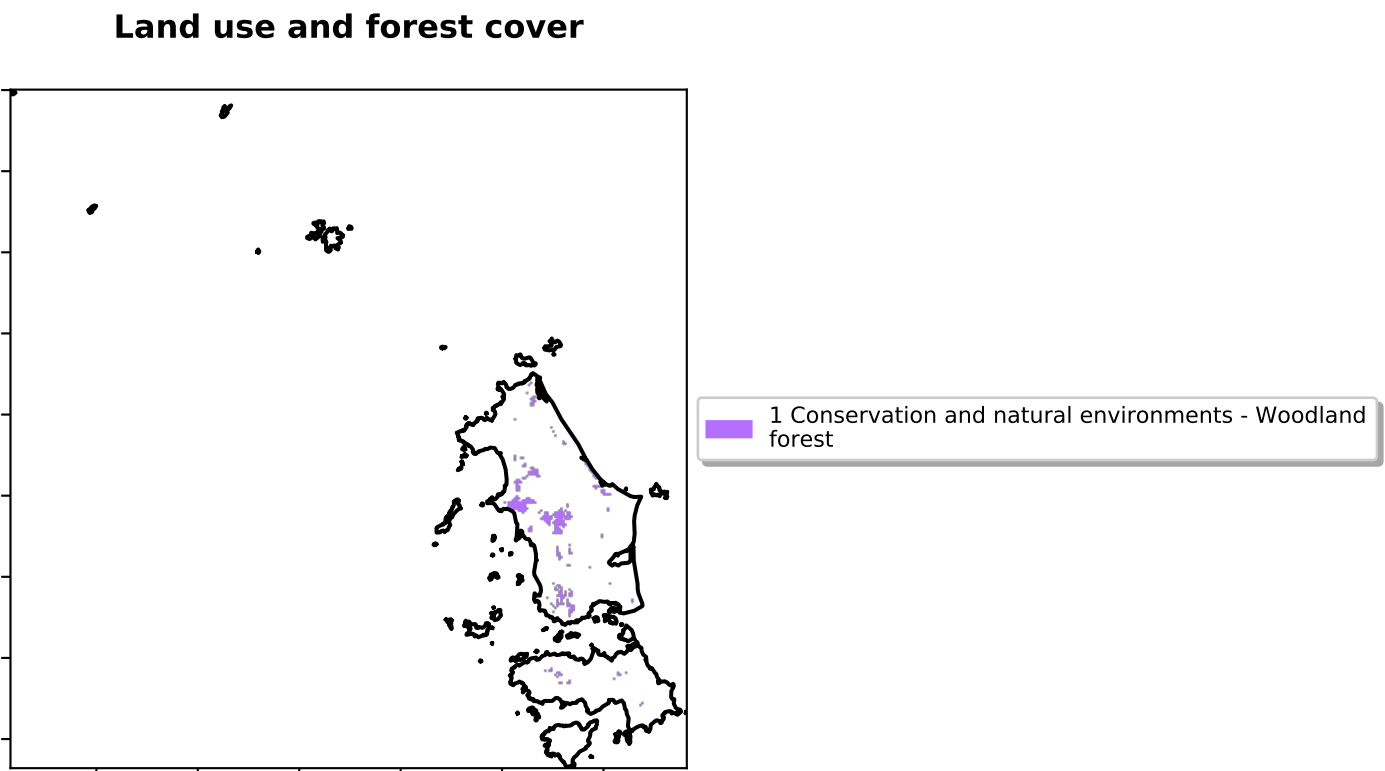 Land use and forest cover
1 Conservation and natural environments - Woodland
forest